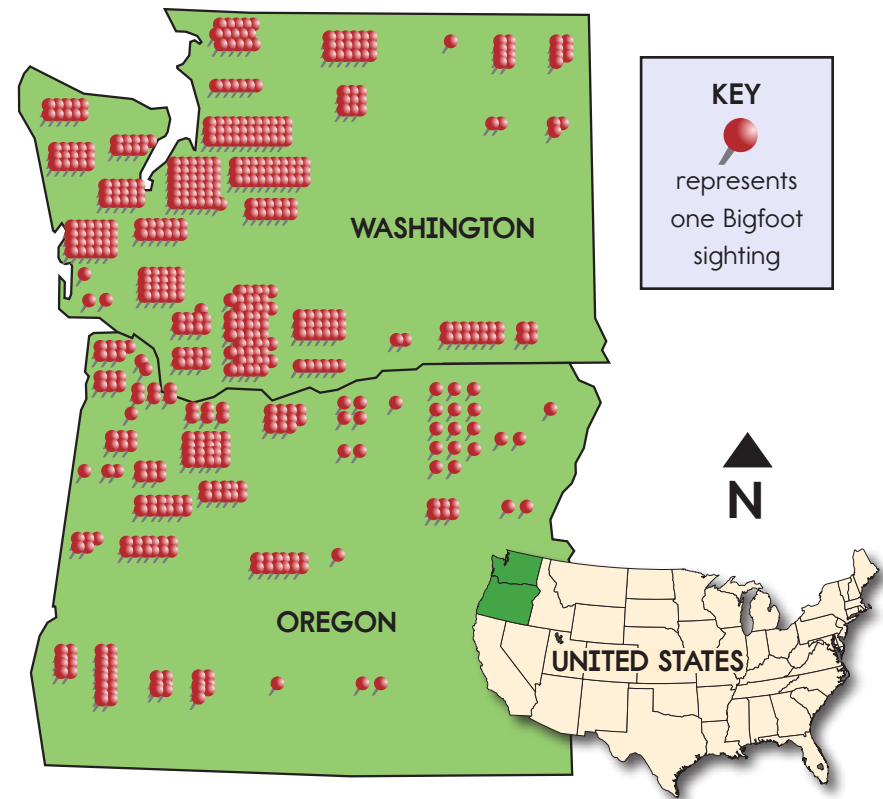 KEY
represents
one Bigfoot
sighting
WASHINGTON
N
OREGON
UNITED STATES